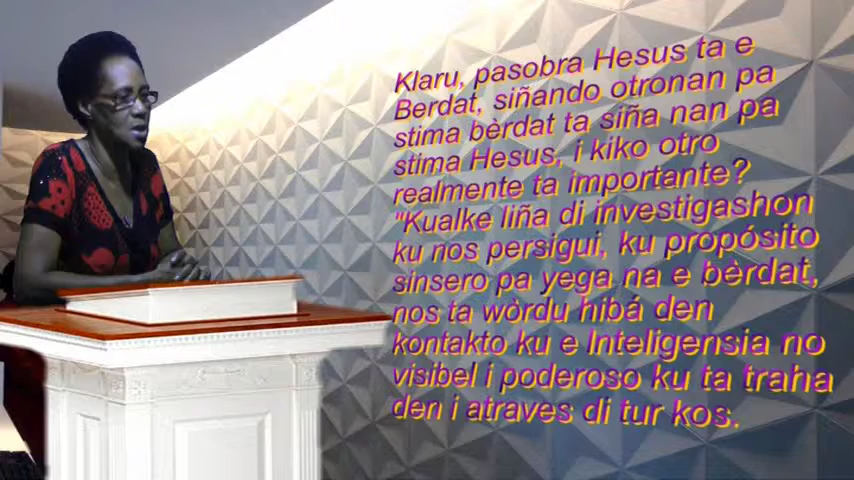 Klaru, pasobra Hesus ta e
Berdat, siñando otronan pa
stima bèrdat ta siña nan pa
stima Hesus, i kiko otro
realmente ta importante?
"Kualke liña di investigashon
ku nos persigui, ku propósito
sinsero pa yega na e bèrdat,
nos ta wòrdu hibá den
kontakto ku e Inteligensia no
visibel i poderoso ku ta traha
den i atraves di tur kos.